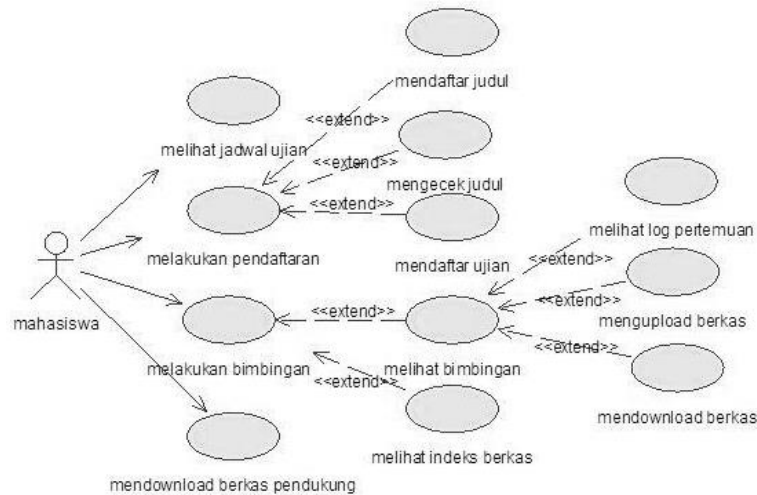 mendaftar judul
<<extend>>
melihat jadwal ujian
<<extend>>
mengecek judul
<<extend>>
melihat log pertemuan
melakukan pendaftaran
mendaftar ujian
<<extend>>
mahasiswa
<<extend>>
<<extend>>
mengupload berkas
<<extend>>
melakukan bimbingan
melihat bimbingan
<<extend>>
mendownload berkas
melihat indeks berkas
mendownload berkas pendukung